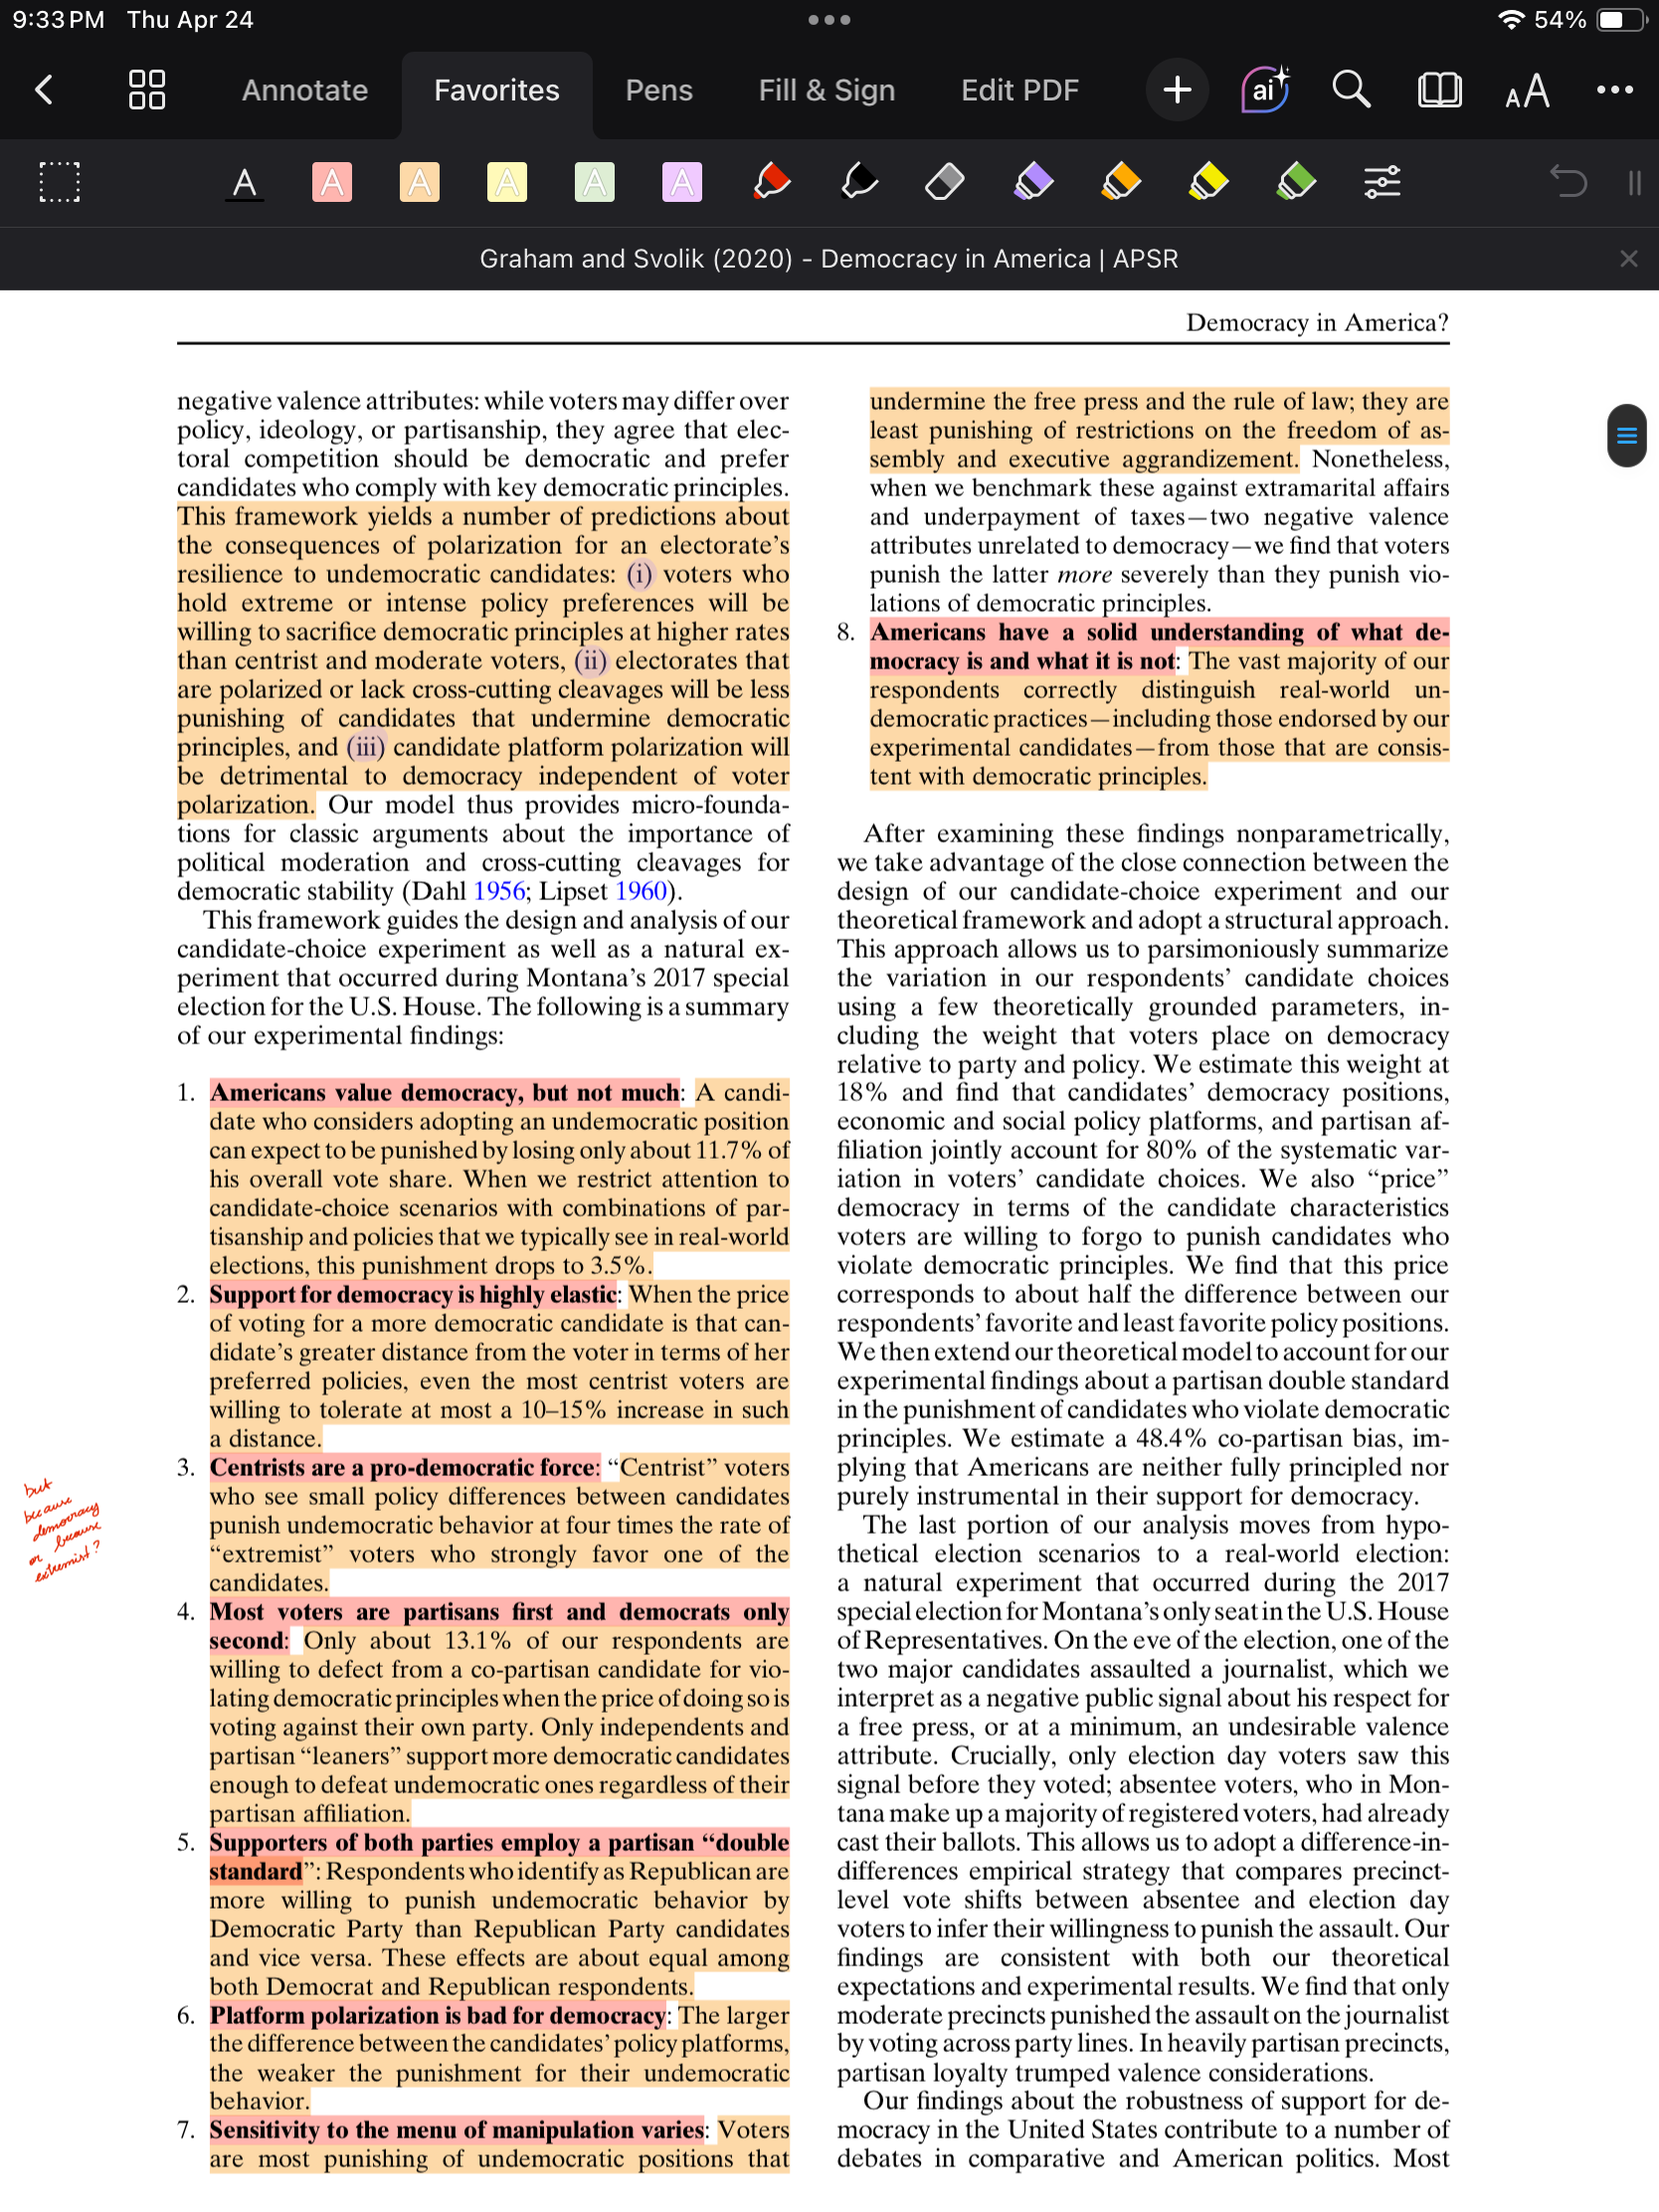 9:33 PM Thu Apr 24
54%
Annotate Favorites Pens Fill & Sign Edit PDF ai AA
A A A A A A
Graham and Svolik (2020) - Democracy in America | APSR
Democracy in America?
negative valence attributes: while voters may differ over
policy, ideology, or partisanship, they agree that elec-
toral competition should be democratic and prefer
candidates who comply with key democratic principles.
This framework yields a number of predictions about
the consequences of polarization for an electorate's
resilience to undemocratic candidates: (i) voters who
hold extreme or intense policy preferences will be
willing to sacrifice democratic principles at higher rates
than centrist and moderate voters, (ii) electorates that
are polarized or lack cross-cutting cleavages will be less
punishing of candidates that undermine democratic
principles, and (iii) candidate platform polarization will
be detrimental to democracy independent of voter
polarization. Our model thus provides micro-founda-
tions for classic arguments about the importance of
political moderation and cross-cutting cleavages for
democratic stability (Dahl 1956; Lipset 1960).
This framework guides the design and analysis of our
candidate-choice experiment as well as a natural ex-
periment that occurred during Montana's 2017 special
election for the U.S. House. The following is a summary
of our experimental findings:
1. Americans value democracy, but not much: A candi-
date who considers adopting an undemocratic position
can expect to be punished by losing only about 11.7% of
his overall vote share. When we restrict attention to
candidate-choice scenarios with combinations of par-
tisanship and policies that we typically see in real-world
elections, this punishment drops to 3.5%.
2. Support for democracy is highly elastic: When the price
of voting for a more democratic candidate is that can-
didate's greater distance from the voter in terms of her
preferred policies, even the most centrist voters are
willing to tolerate at most a 10–15% increase in such
a distance.
3. Centrists are a pro-democratic force: "Centrist" voters
who see small policy differences between candidates
punish undemocratic behavior at four times the rate of
"extremist" voters who strongly favor one of the
candidates.
but
because
democracy
or because
extremist?
4. Most voters are partisans first and democrats only
second: Only about 13.1% of our respondents are
willing to defect from a co-partisan candidate for vio-
lating democratic principles when the price of doing so is
voting against their own party. Only independents and
partisan "leaners" support more democratic candidates
enough to defeat undemocratic ones regardless of their
partisan affiliation.
5. Supporters of both parties employ a partisan "double
standard": Respondents who identify as Republican are
more willing to punish undemocratic behavior by
Democratic Party than Republican Party candidates
and vice versa. These effects are about equal among
both Democrat and Republican respondents.
6. Platform polarization is bad for democracy: The larger
the difference between the candidates' policy platforms,
the weaker the punishment for their undemocratic
behavior.
7. Sensitivity to the menu of manipulation varies: Voters
are most punishing of undemocratic positions that
undermine the free press and the rule of law; they are
least punishing of restrictions on the freedom of as-
sembly and executive aggrandizement. Nonetheless,
when we benchmark these against extramarital affairs
and underpayment of taxes—two negative valence
attributes unrelated to democracy—we find that voters
punish the latter more severely than they punish vio-
lations of democratic principles.
8. Americans have a solid understanding of what de-
mocracy is and what it is not: The vast majority of our
respondents correctly distinguish real-world un-
democratic practices—including those endorsed by our
experimental candidates—from those that are consis-
tent with democratic principles.
After examining these findings nonparametrically,
we take advantage of the close connection between the
design of our candidate-choice experiment and our
theoretical framework and adopt a structural approach.
This approach allows us to parsimoniously summarize
the variation in our respondents' candidate choices
using a few theoretically grounded parameters, in-
cluding the weight that voters place on democracy
relative to party and policy. We estimate this weight at
18% and find that candidates' democracy positions,
economic and social policy platforms, and partisan af-
filiation jointly account for 80% of the systematic var-
iation in voters' candidate choices. We also "price"
democracy in terms of the candidate characteristics
voters are willing to forgo to punish candidates who
violate democratic principles. We find that this price
corresponds to about half the difference between our
respondents' favorite and least favorite policy positions.
We then extend our theoretical model to account for our
experimental findings about a partisan double standard
in the punishment of candidates who violate democratic
principles. We estimate a 48.4% co-partisan bias, im-
plying that Americans are neither fully principled nor
purely instrumental in their support for democracy.
The last portion of our analysis moves from hypo-
thetical election scenarios to a real-world election:
a natural experiment that occurred during the 2017
special election for Montana's only seat in the U.S. House
of Representatives. On the eve of the election, one of the
two major candidates assaulted a journalist, which we
interpret as a negative public signal about his respect for
a free press, or at a minimum, an undesirable valence
attribute. Crucially, only election day voters saw this
signal before they voted; absentee voters, who in Mon-
tana make up a majority of registered voters, had already
cast their ballots. This allows us to adopt a difference-in-
differences empirical strategy that compares precinct-
level vote shifts between absentee and election day
voters to infer their willingness to punish the assault. Our
findings are consistent with both our theoretical
expectations and experimental results. We find that only
moderate precincts punished the assault on the journalist
by voting across party lines. In heavily partisan precincts,
partisan loyalty trumped valence considerations.
Our findings about the robustness of support for de-
mocracy in the United States contribute to a number of
debates in comparative and American politics. Most